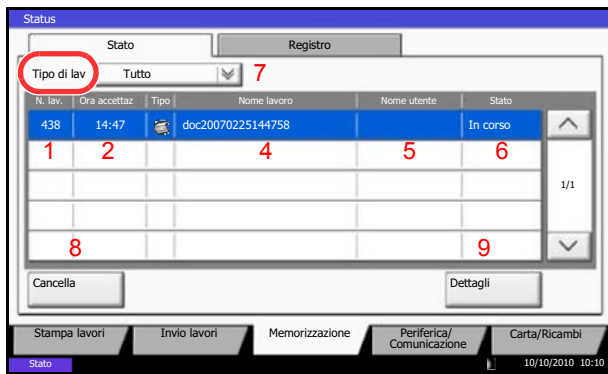 Status
Stato Registro
Tipo di lav Tutto 7
N. lav. Ora accettaz Tipo Nome lavoro Nome utente Stato
438 14:47 doc20070225144758 In corso
1 2 4 5 6
1/1
8 9
Cancella Dettagli
Stampa lavori Invio lavori Memorizzazione Periferica/ Comunicazione Carta/Ricambi
Stato 10/10/2010 10:10